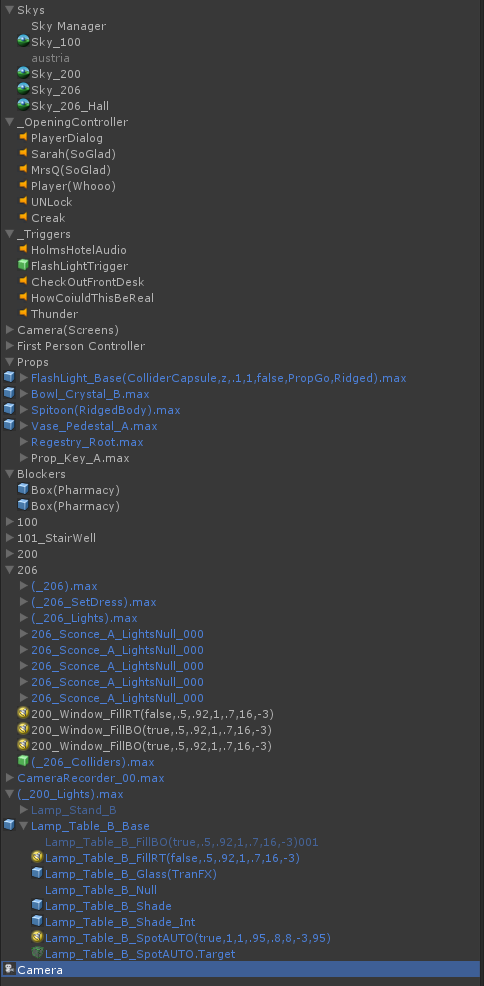 Skys
Sky Manager
Sky_100
austria
Sky_200
Sky_206
Sky_206_Hall
_OpeningController
PlayerDialog
Sarah(SoGlad)
MrsQ(SoGlad)
Player(Whooo)
UNLock
Creak
_Triggers
HolmsHotelAudio
FlashLightTrigger
CheckOutFrontDesk
HowCoiuldThisBeReal
Thunder
Camera(Screens)
First Person Controller
Props
FlashLight_Base(ColliderCapsule,z,.1,1,false,PropGo,Ridged).max
Bowl_Crystal_B.max
Spitoon(RidgedBody).max
Vase_Pedestal_A.max
Regestry_Root.max
Prop_Key_A.max
Blockers
Box(Pharmacy)
Box(Pharmacy)
100
101_StairWell
200
206
(_206).max
(_206_SetDress).max
(_206_Lights).max
206_Sconce_A_LightsNull_000
206_Sconce_A_LightsNull_000
206_Sconce_A_LightsNull_000
206_Sconce_A_LightsNull_000
206_Sconce_A_LightsNull_000
200_Window_FillRT(false,.5,.92,1,.7,16,-3)
200_Window_FillBO(true,.5,.92,1,.7,16,-3)
200_Window_FillBO(true,.5,.92,1,.7,16,-3)
(_206_Colliders).max
CameraRecorder_00.max
(_200_Lights).max
Lamp_Stand_B
Lamp_Table_B_Base
Lamp_Table_B_FillBO(true,.5,.92,1,.7,16,-3)001
Lamp_Table_B_FillRT(false,.5,.92,1,.7,16,-3)
Lamp_Table_B_Glass(TranFX)
Lamp_Table_B_Null
Lamp_Table_B_Shade
Lamp_Table_B_Shade_Int
Lamp_Table_B_SpotAUTO(true,1,1,.95,.8,8,-3,95)
Lamp_Table_B_SpotAUTO.Target
Camera